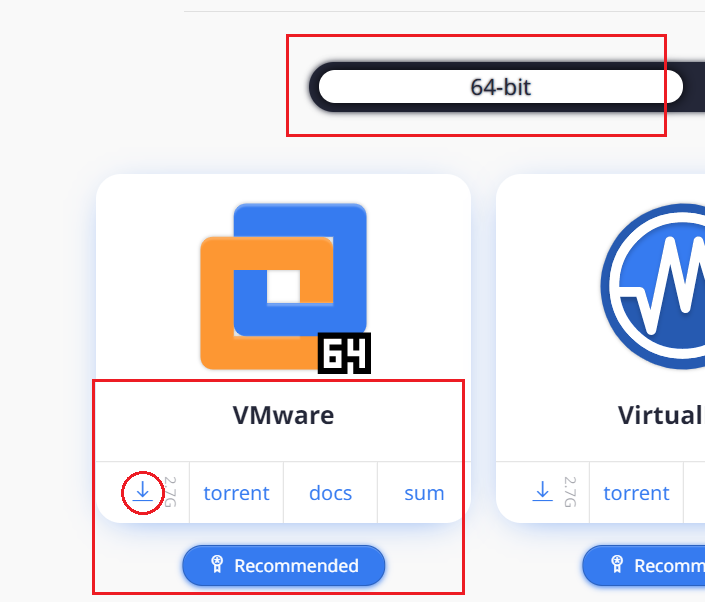 64-bit
64
VMware
Virtual
2.7G torrent docs sum
2.7G torrent
Recommended
Recomm